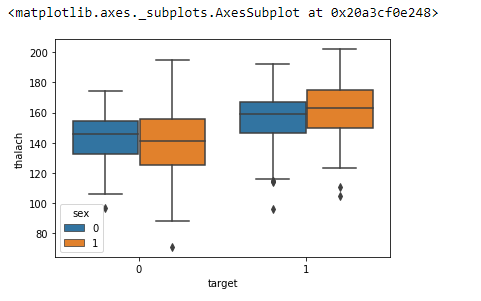 <matplotlib.axes._subplots.AxesSubplot at 0x20a3cf0e248>
200
180
160
140
120
100
80
thalach
sex
0
1
0 1
target